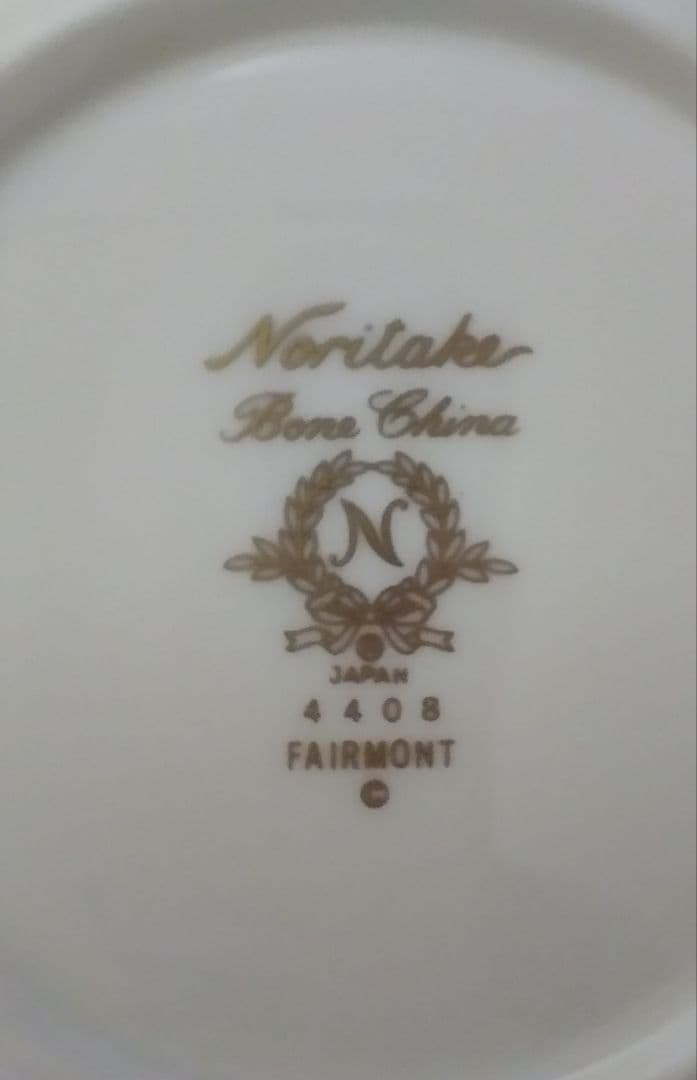 Noritake
Bone China
N
JAPAN
4408
FAIRMONT
©